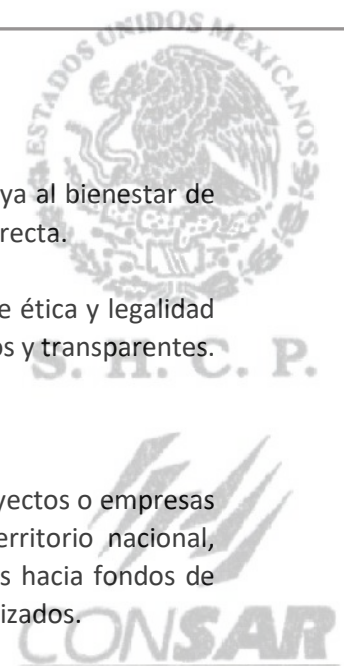 ESTADOS UNIDOS MEXICANOS
ya al bienestar de
recta.
e ética y legalidad
os y transparentes.
S. H. C. P.
yectos o empresas
erritorio nacional,
s hacia fondos de
izados.
CONSAR